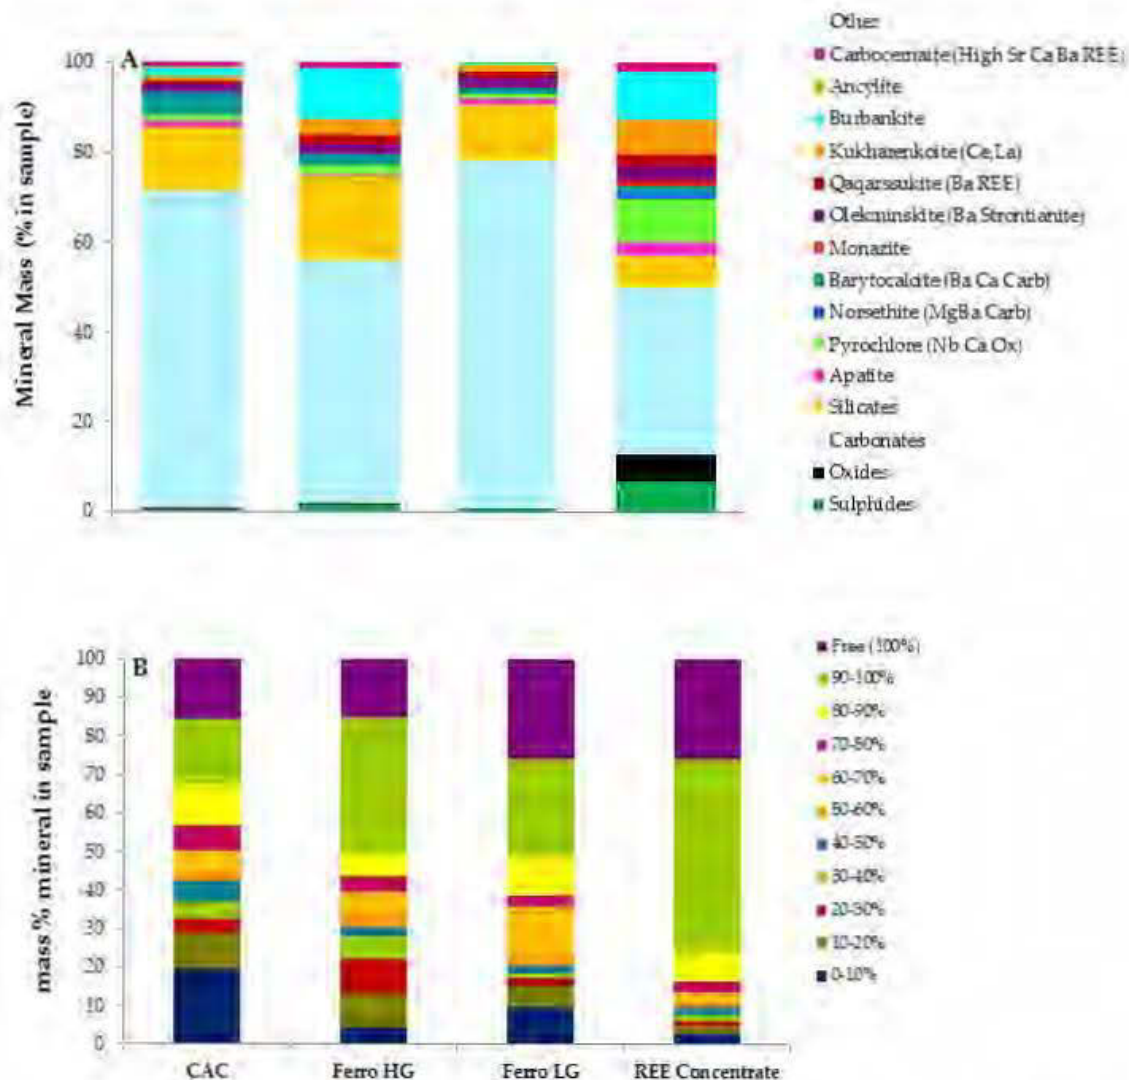 A
Mineral Mass (% in sample)
100
80
60
40
20
0
Other
Carbocernaite (High Sr Ca Ba REE)
Ancylite
Burbankite
Kukharenkoite (Ce,La)
Qaqarssukite (Ba REE)
Olekminskite (Ba Strontianite)
Monazite
Barytocalcite (Ba Ca Carb)
Norsethite (MgBa Carb)
Pyrochlore (Nb Ca Ox)
Apatite
Silicates
Carbonates
Oxides
Sulphides
B
mass % mineral in sample
100
90
80
70
60
50
40
30
20
10
0
Free (100%)
90-100%
80-90%
70-80%
60-70%
50-60%
40-50%
30-40%
20-30%
10-20%
0-10%
CAC
Ferro HG
Ferro LG
REE Concentrate